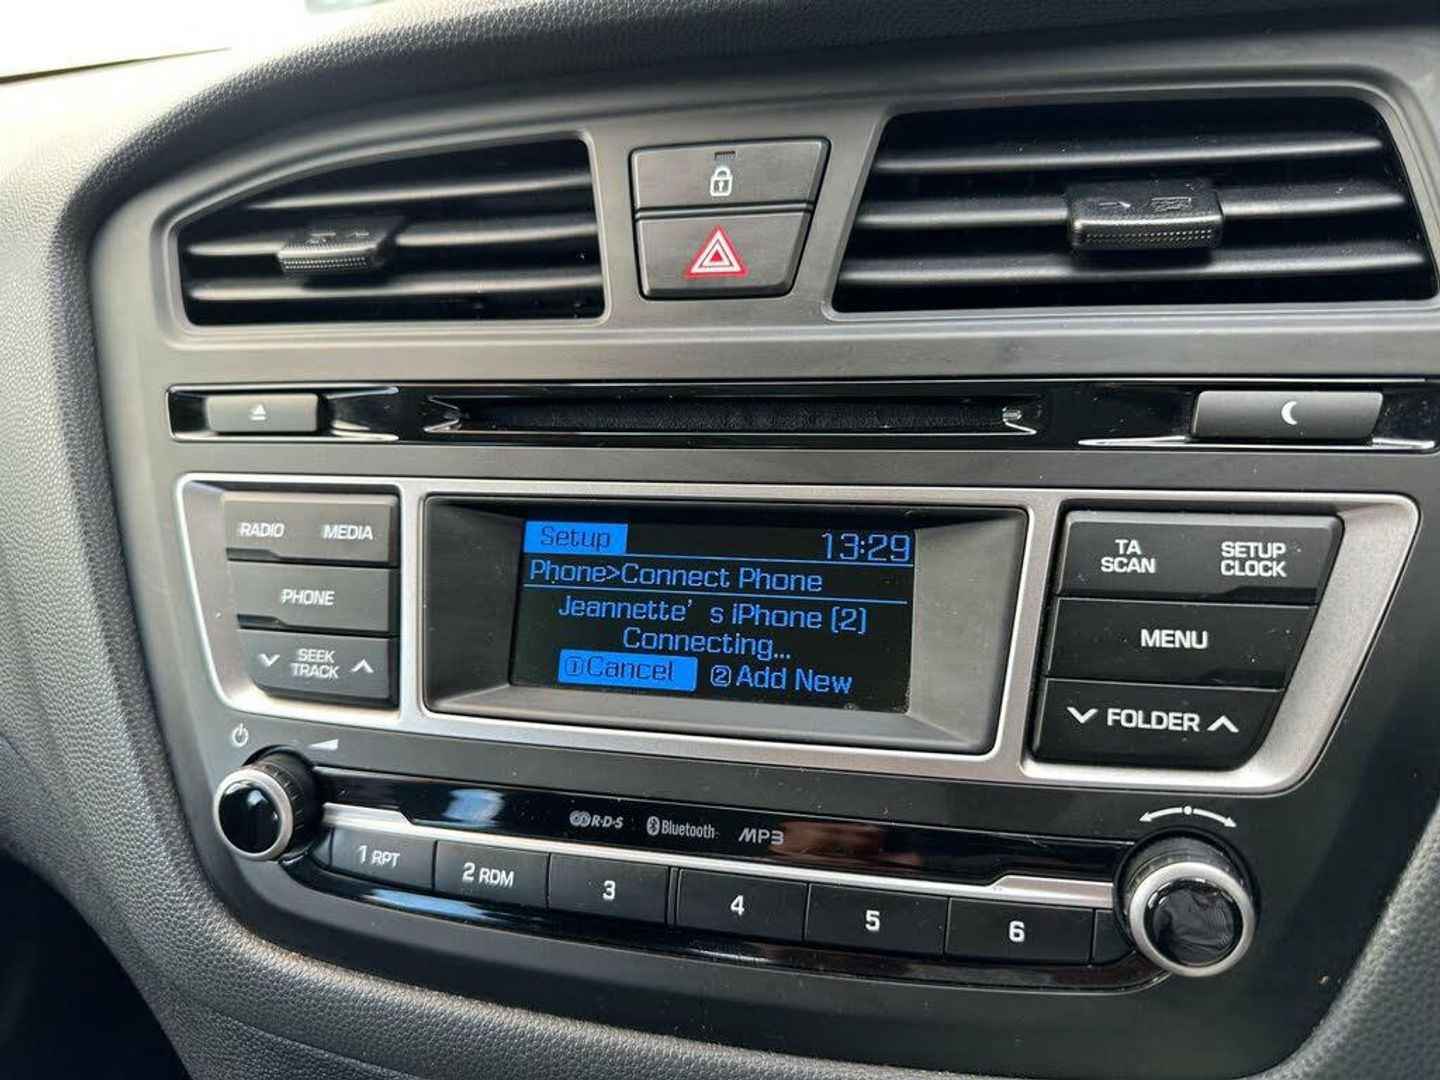 RADIO MEDIA
PHONE
SEEK
TRACK
Setup 13:29
Phone>Connect Phone
Jeannette's iPhone (2)
Connecting...
①Cancel ②Add New
TA
SCAN
SETUP
CLOCK
MENU
FOLDER
R·D·S Bluetooth MP3
1 RPT 2 RDM 3 4 5 6